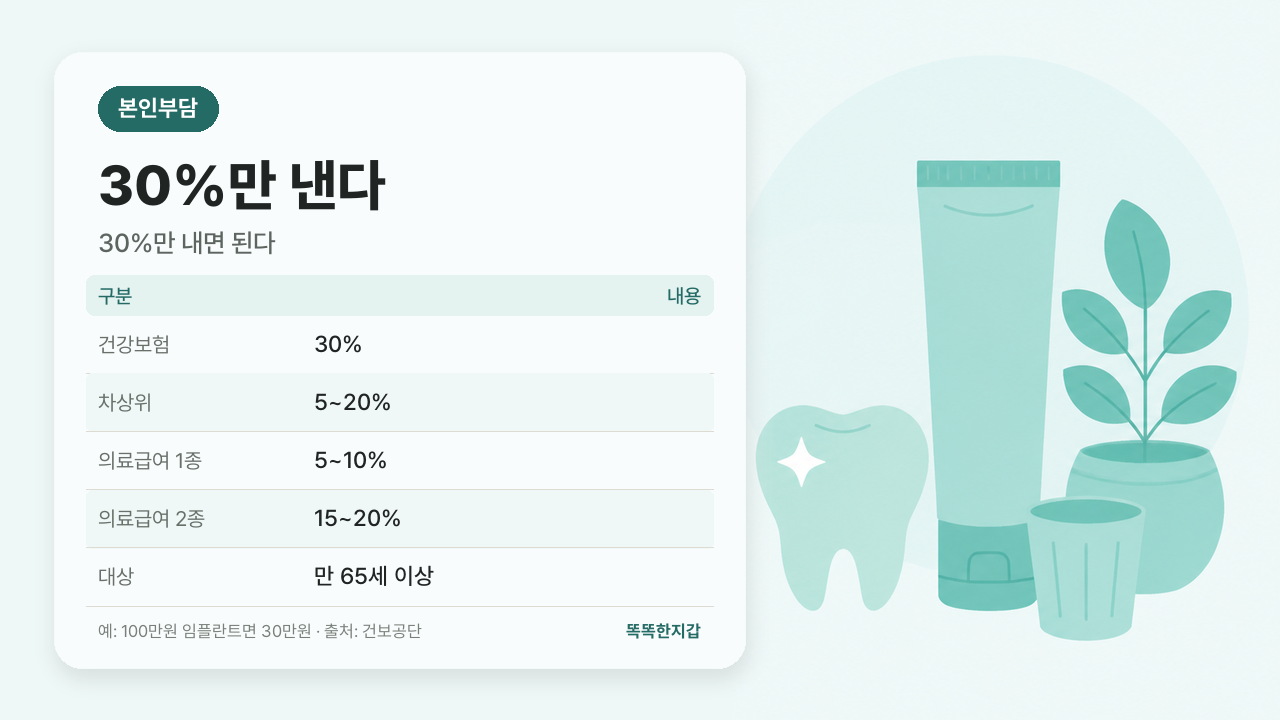 본인부담
30%만 낸다
30%만 내면 된다
구분 내용
건강보험 30%
차상위 5~20%
의료급여 1종 5~10%
의료급여 2종 15~20%
대상 만 65세 이상
예: 100만원 임플란트면 30만원 · 출처: 건보공단 똑똑한지갑